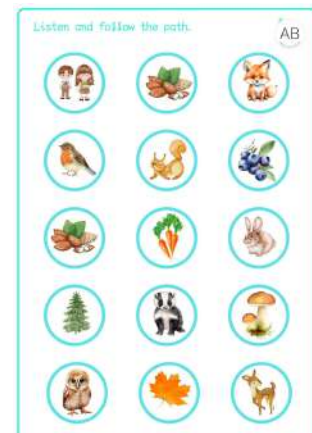 Listen and follow the path.
AB